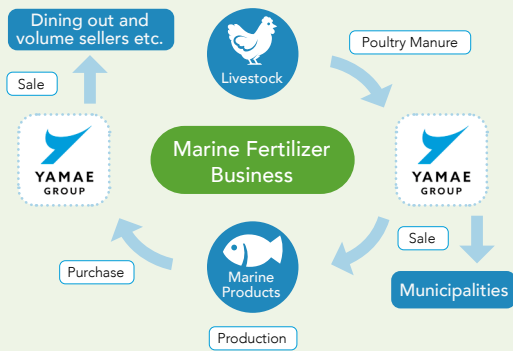 Dining out and
volume sellers etc.
Livestock
Poultry Manure
Sale
YAMAE
GROUP
Marine Fertilizer
Business
YAMAE
GROUP
Sale
Purchase
Marine
Products
Municipalities
Production